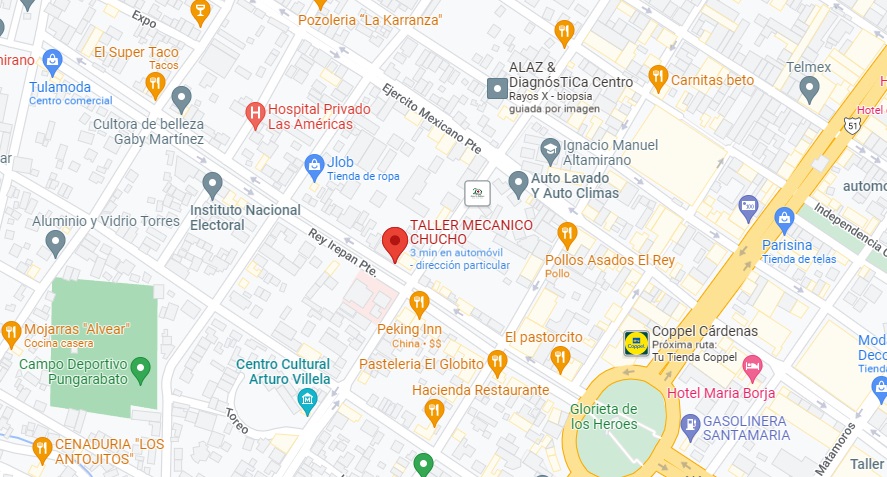 Expo
Pozoleria “La Karranza"
El Super Taco
Tacos
nirano
Tulamoda
Centro comercial
ALAZ &
DiagnósTiCa Centro
Rayos X - biopsia
guiada por imagen
Carnitas beto
Telmex
H
Hotel
Ejercito Mexicano Pte
Hospital Privado
Las Américas
51
Cultora de belleza
Gaby Martínez
Ignacio Manuel
Altamirano
ar
Jlob
Tienda de ropa
Auto Lavado
Y Auto Climas
automo
Instituto Nacional
Electoral
Aluminio y Vidrio Torres
TALLER MECANICO
CHUCHO
3 min en automóvil
- dirección particular
Rey Irepan Pte.
Independencia
Parisina
Tienda de telas
Pollos Asados El Rey
Pollo
Mojarras "Alvear"
Cocina casera
Peking Inn
China · $$
El pastorcito
Coppel
Coppel Cárdenas
Próxima ruta:
Tu Tienda Coppel
Moda
Deco
Tienda
Campo Deportivo
Pungarabato
Centro Cultural
Arturo Villela
Pasteleria El Globito
Hacienda Restaurante
Hotel Maria Borja
Glorieta de
los Heroes
GASOLINERA
SANTAMARIA
Toreo
Matamoros
CENADURIA "LOS
ANTOJITOS"
Taller